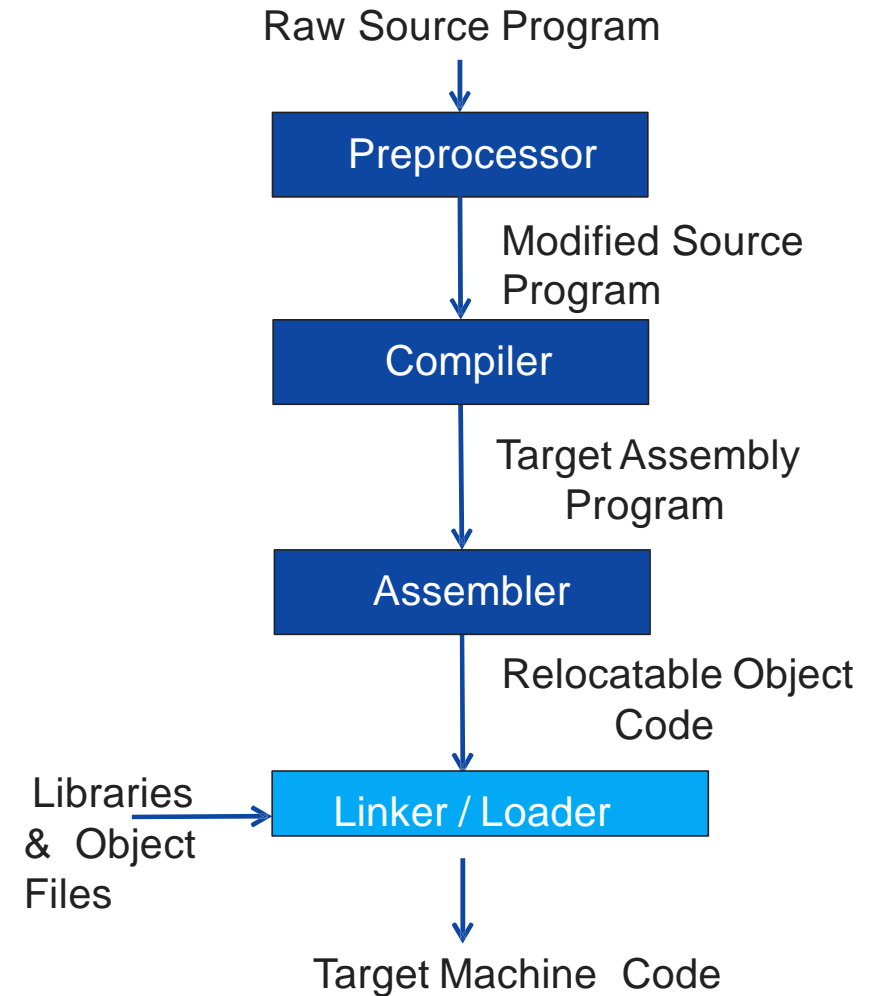 Raw Source Program
Preprocessor
Modified Source
Program
Compiler
Target Assembly
Program
Assembler
Relocatable Object
Code
Libraries
& Object
Files
Linker / Loader
Target Machine Code